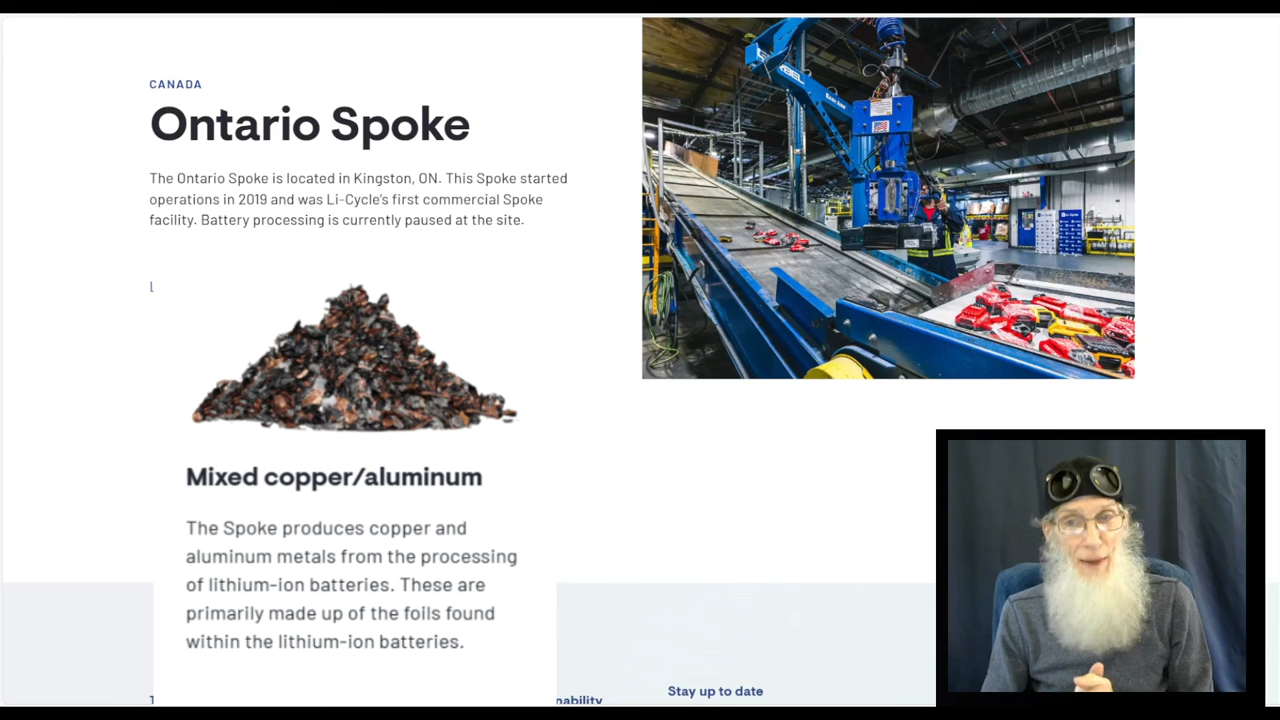 CANADA
Ontario Spoke
The Ontario Spoke is located in Kingston, ON. This Spoke started
operations in 2019 and was Li-Cycle's first commercial Spoke
facility. Battery processing is currently paused at the site.
Mixed copper/aluminum
The Spoke produces copper and
aluminum metals from the processing
of lithium-ion batteries. These are
primarily made up of the foils found
within the lithium-ion batteries.
Stay up to date